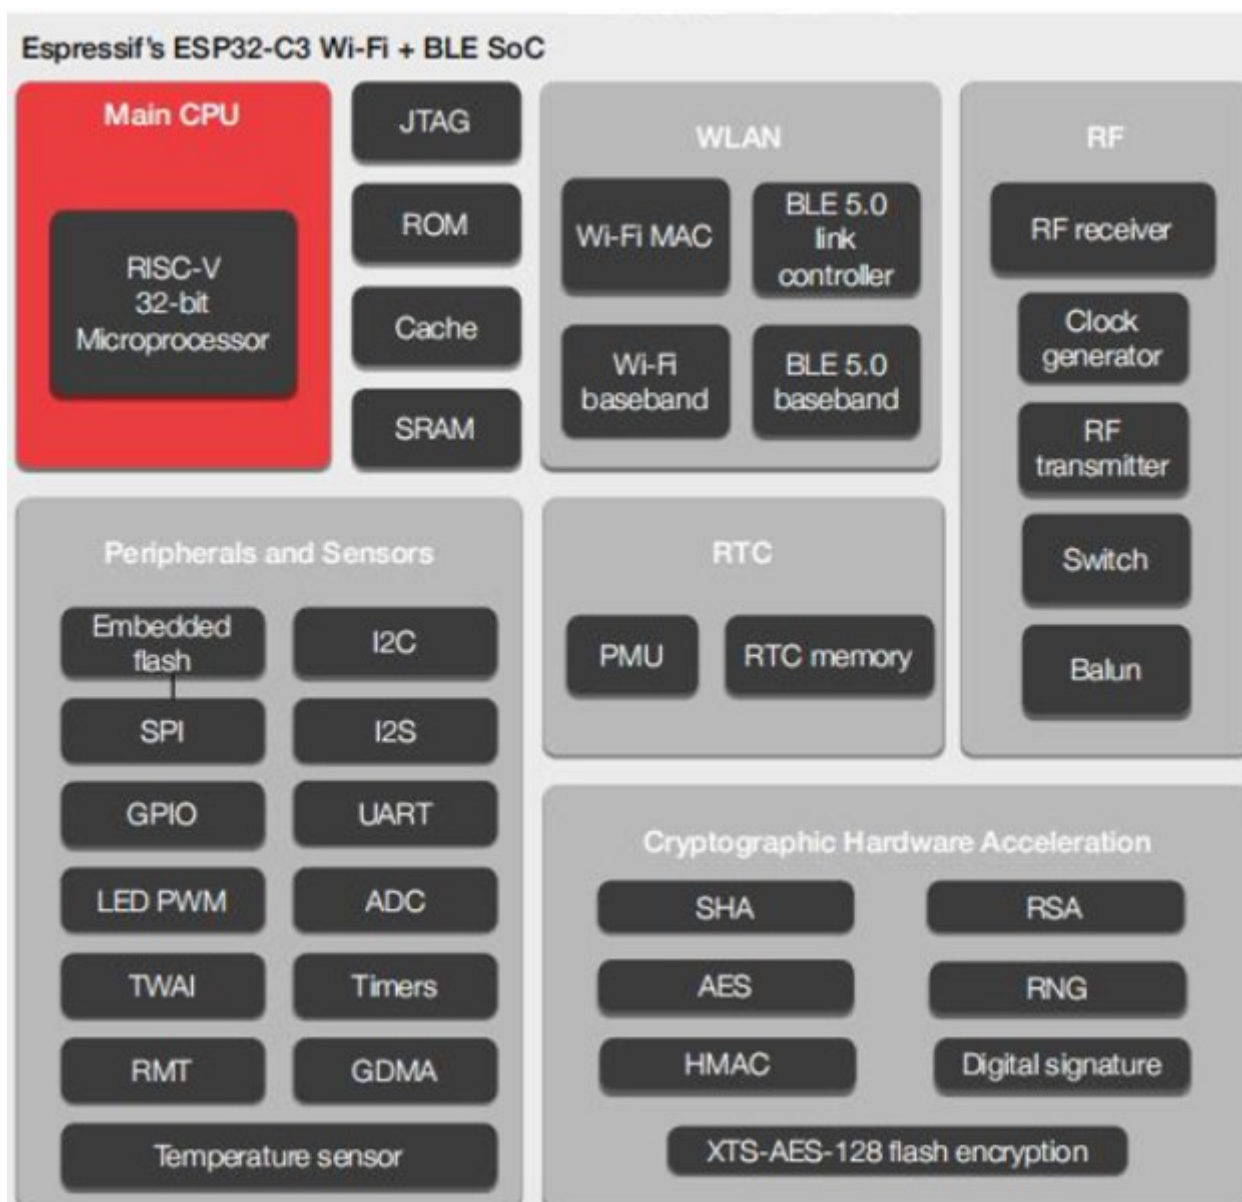 Espressif's ESP32-C3 Wi-Fi + BLE SoC
Main CPU
RISC-V
32-bit
Microprocessor
JTAG
ROM
Cache
SRAM
WLAN
Wi-Fi MAC
BLE 5.0
link
controller
Wi-Fi
baseband
BLE 5.0
baseband
RF
RF receiver
Clock
generator
RF
transmitter
Switch
Balun
Peripherals and Sensors
Embedded
flash
I2C
SPI
I2S
GPIO
UART
LED PWM
ADC
TWAI
Timers
RMT
GDMA
Temperature sensor
RTC
PMU
RTC memory
Cryptographic Hardware Acceleration
SHA
RSA
AES
RNG
HMAC
Digital signature
XTS-AES-128 flash encryption